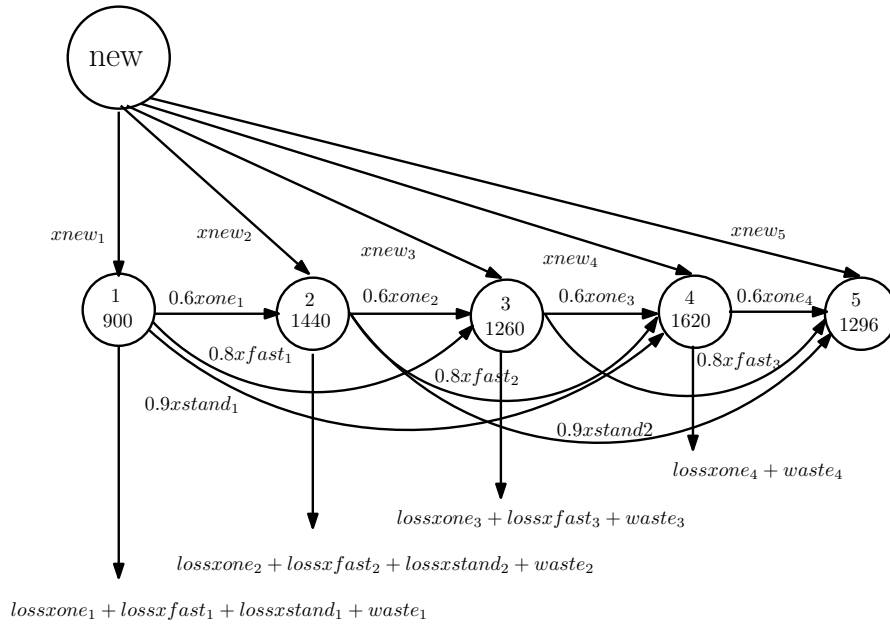 new
xnew₁
xnew₂
xnew₃
xnew₄
xnew₅
1
900
0.6xone₁
2
1440
0.6xone₂
3
1260
0.6xone₃
4
1620
0.6xone₄
5
1296
0.8xfast₁
0.8xfast₂
0.8xfast₃
0.9xstand₁
0.9xstand2
lossxone₄ + waste₄
lossxone₃ + lossxfast₃ + waste₃
lossxone₂ + lossxfast₂ + lossxstand₂ + waste₂
lossxone₁ + lossxfast₁ + lossxstand₁ + waste₁